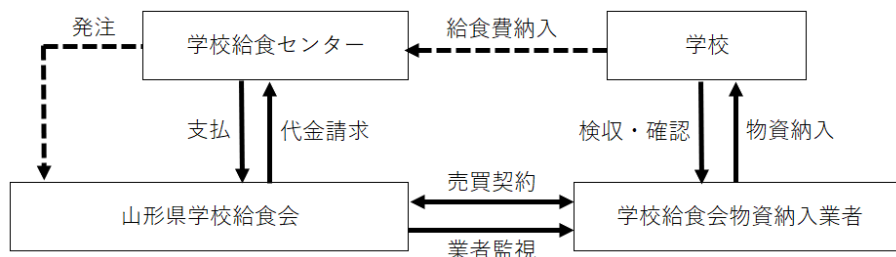 発注
学校給食センター
給食費納入
学校
支払
代金請求
検収・確認
物資納入
山形県学校給食会
売買契約
学校給食会物資納入業者
業者監視